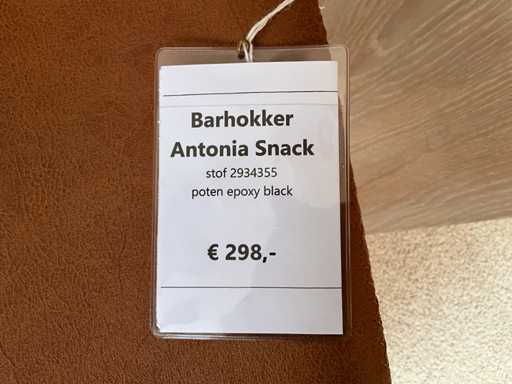 Barhokker
Antonia Snack
stof 2934355
poten epoxy black
€ 298,-